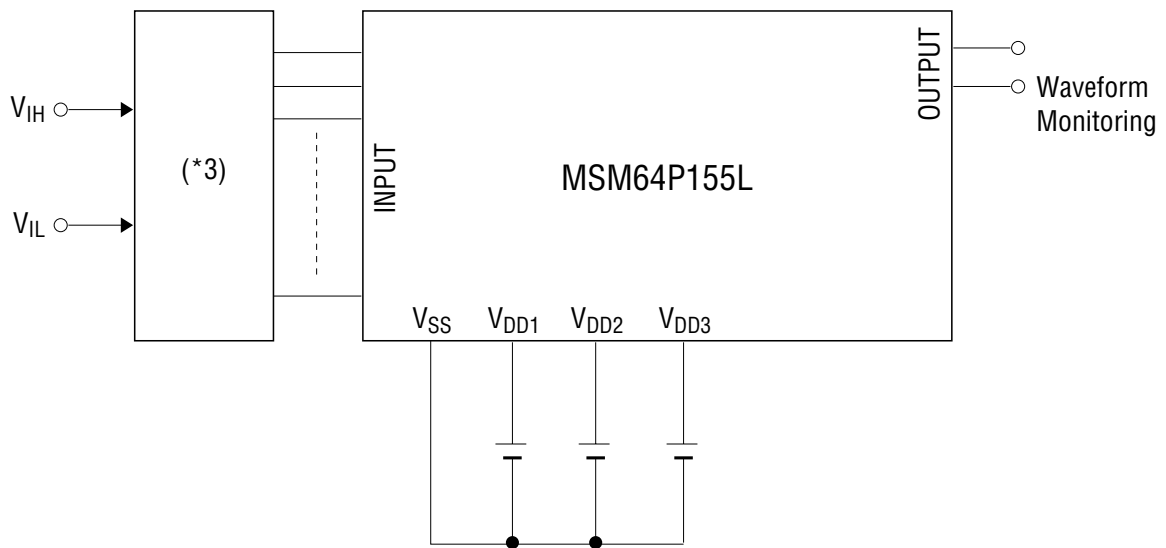 V_IH
V_IL
(*3)
INPUT
MSM64P155L
OUTPUT
Waveform
Monitoring
V_SS V_DD1 V_DD2 V_DD3